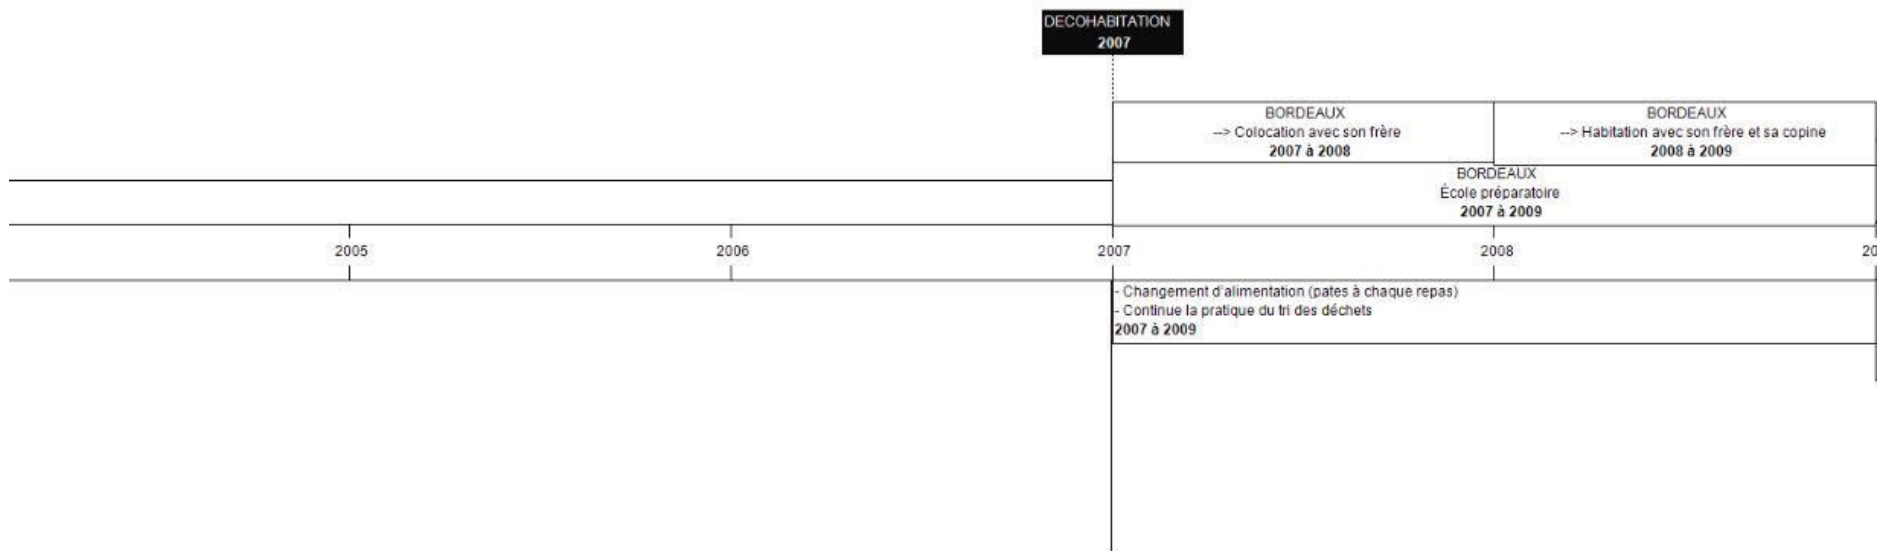 DECOHABITATION
2007
BORDEAUX
--> Colocation avec son frère
2007 à 2008
BORDEAUX
--> Habitation avec son frère et sa copine
2008 à 2009
BORDEAUX
École préparatoire
2007 à 2009
2005
2006
2007
2008
20
- Changement d'alimentation (pates à chaque repas)
- Continue la pratique du tri des déchets
2007 à 2009